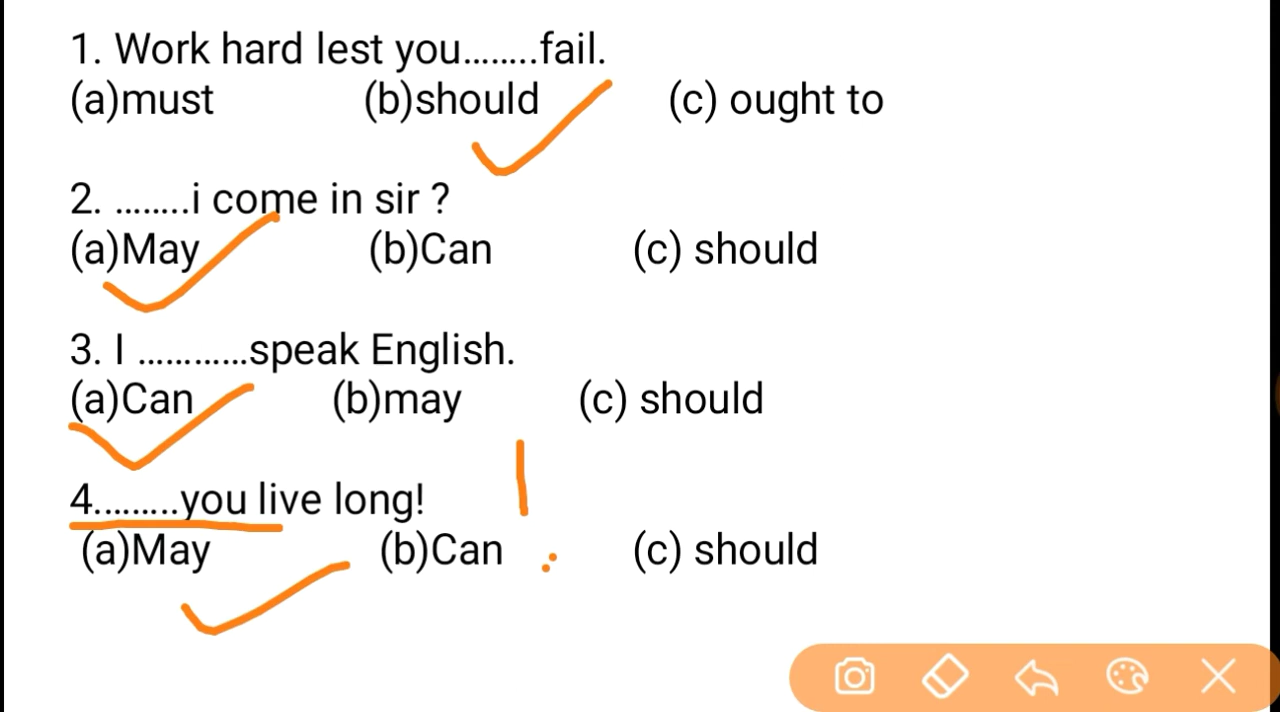 1. Work hard lest you........fail.
(a)must (b)should (c) ought to
2. ........i come in sir ?
(a)May (b)Can (c) should
3. I ............speak English.
(a)Can (b)may (c) should
4.........you live long!
(a)May (b)Can (c) should